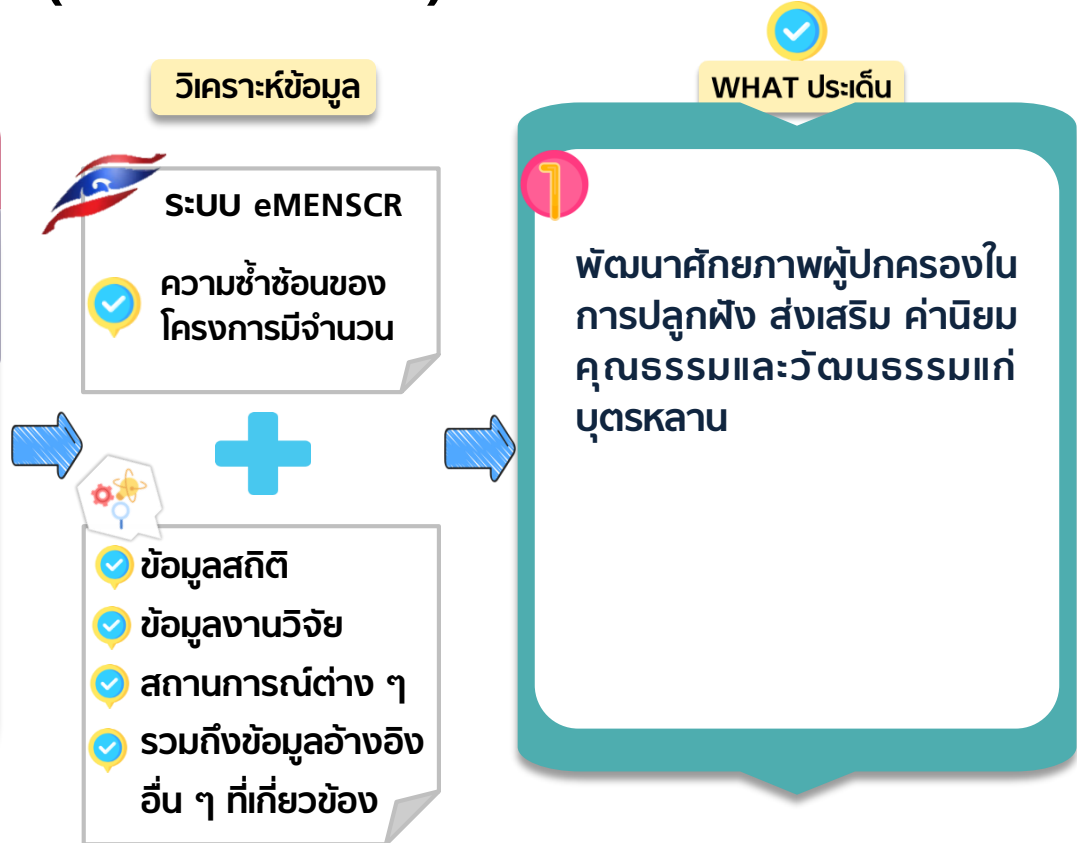 วิเคราะห์ข้อมูล
ระบบ eMENSCR
ความซ้ำซ้อนของ
โครงการมีจำนวน
ข้อมูลสถิติ
ข้อมูลงานวิจัย
สถานการณ์ต่าง ๆ
รวมถึงข้อมูลอ้างอิง
อื่น ๆ ที่เกี่ยวข้อง
WHAT ประเด็น
1
พัฒนาศักยภาพผู้ปกครองใน
การปลูกฝัง ส่งเสริม ค่านิยม
คุณธรรมและวัฒนธรรมแก่
บุตรหลาน